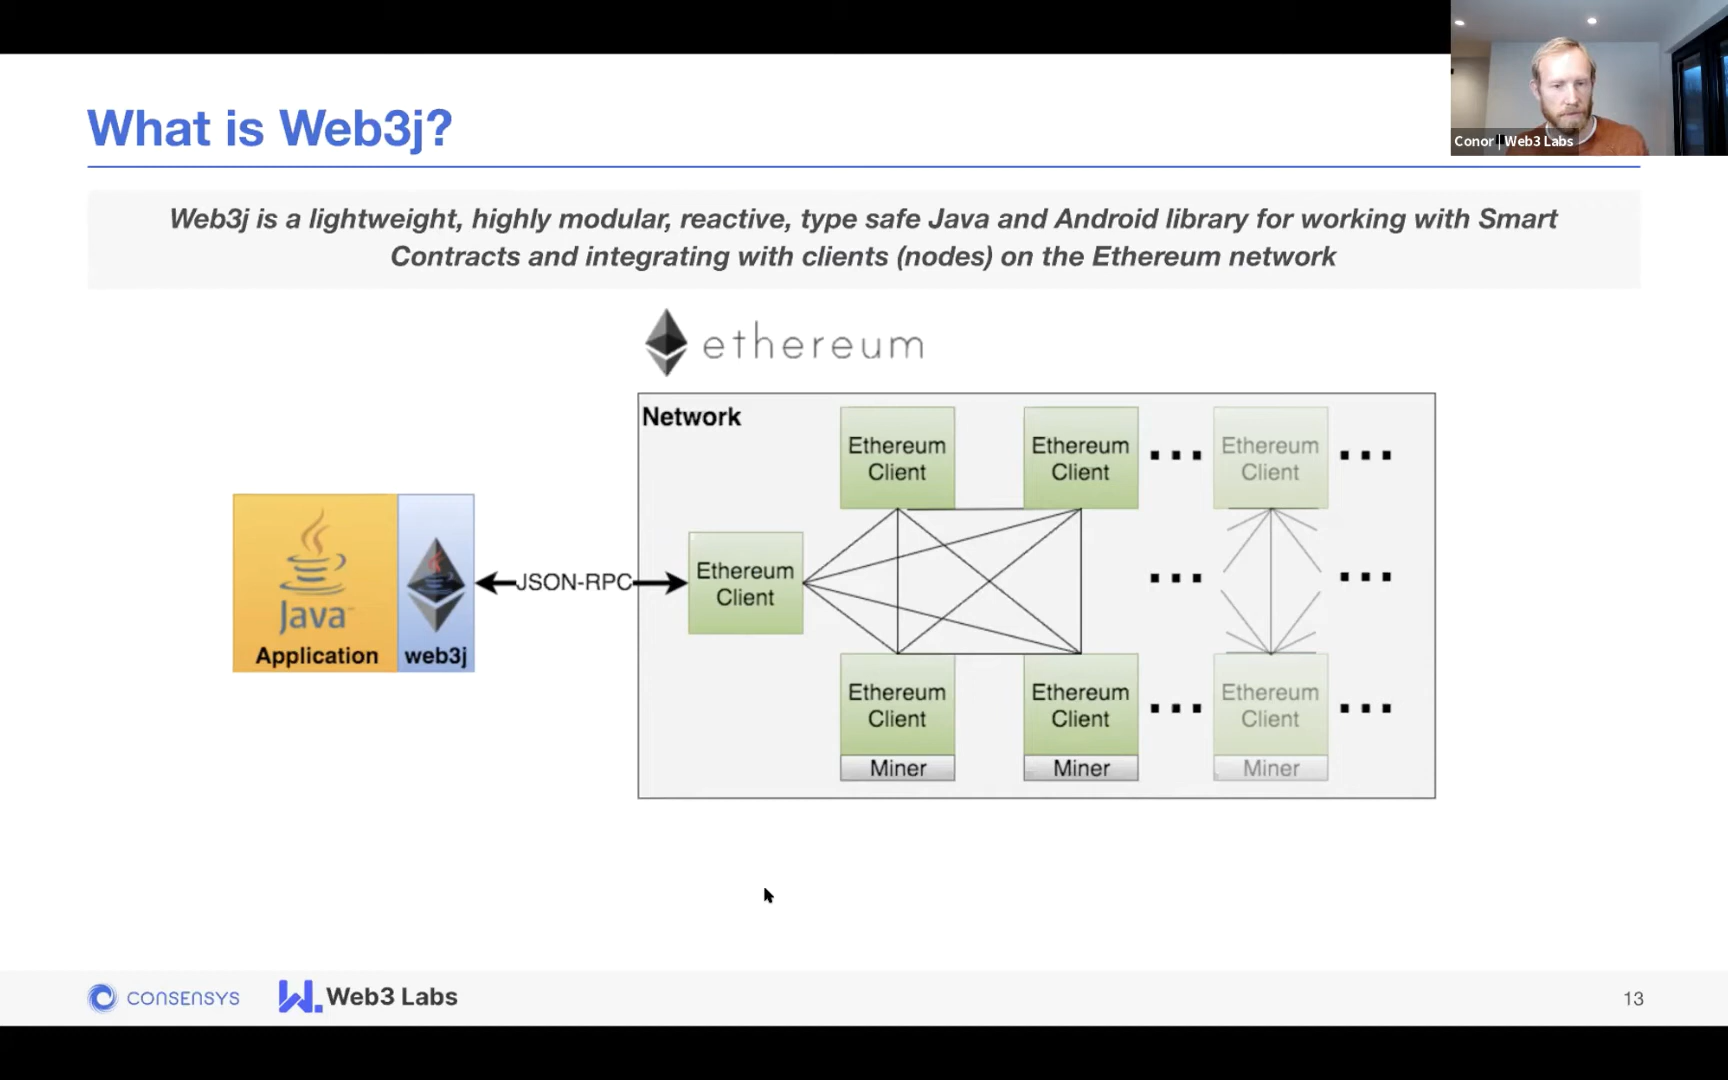 What is Web3j?
Conor | Web3 Labs
Web3j is a lightweight, highly modular, reactive, type safe Java and Android library for working with Smart
Contracts and integrating with clients (nodes) on the Ethereum network
ethereum
Network
Ethereum
Client
Ethereum
Client
Ethereum
Client
Java™
Application
web3j
JSON-RPC
Ethereum
Client
Ethereum
Client
Miner
Ethereum
Client
Miner
Ethereum
Client
Miner
CONSENSYS
Web3 Labs
13